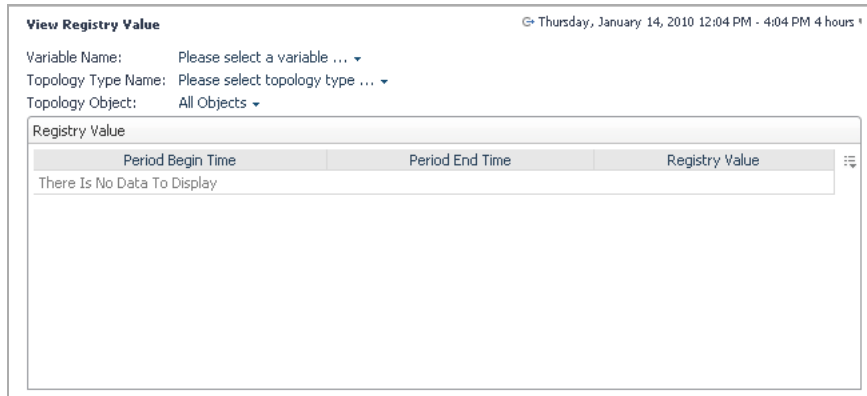 View Registry Value
Thursday, January 14, 2010 12:04 PM - 4:04 PM 4 hours
Variable Name: Please select a variable ...
Topology Type Name: Please select topology type ...
Topology Object: All Objects
Registry Value
Period Begin Time Period End Time Registry Value
There Is No Data To Display